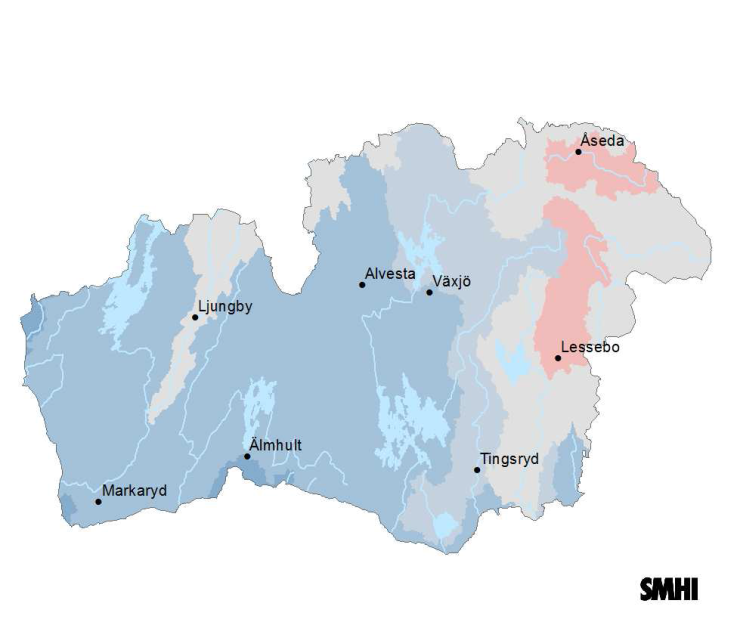 Åseda
Alvesta
Växjö
Ljungby
Lessebo
Älmhult
Tingsryd
Markaryd
SMHI